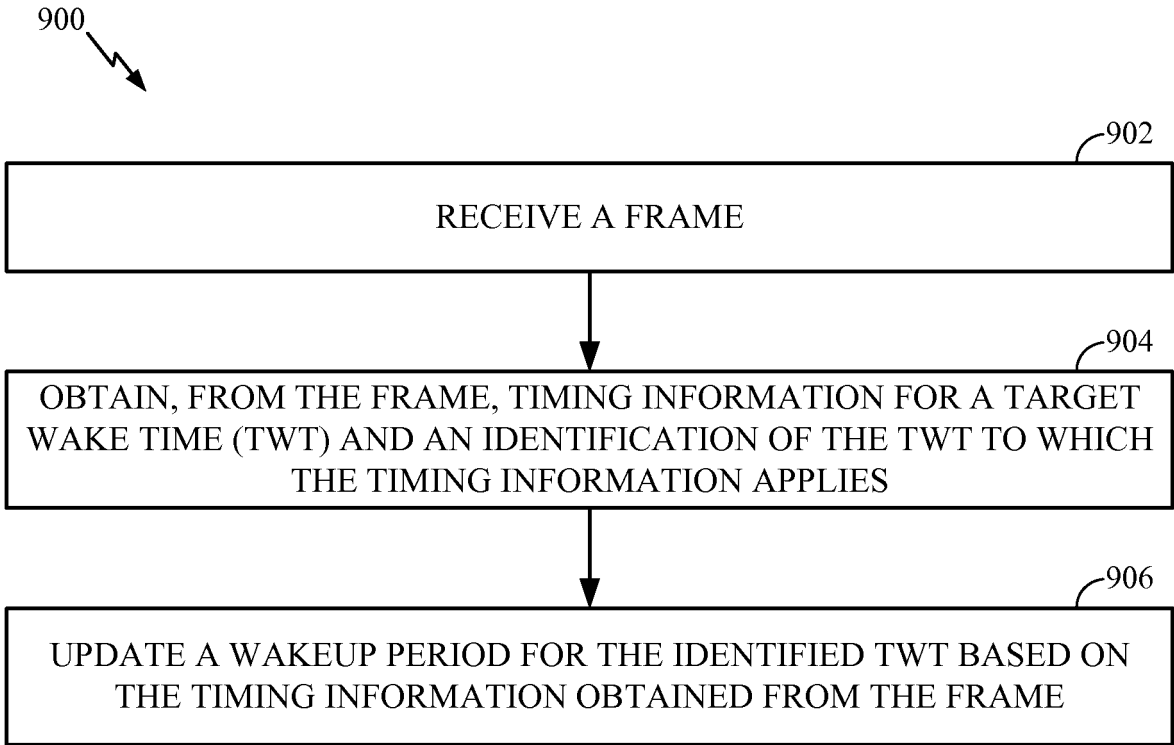 900
902
RECEIVE A FRAME
904
OBTAIN, FROM THE FRAME, TIMING INFORMATION FOR A TARGET
WAKE TIME (TWT) AND AN IDENTIFICATION OF THE TWT TO WHICH
THE TIMING INFORMATION APPLIES
906
UPDATE A WAKEUP PERIOD FOR THE IDENTIFIED TWT BASED ON
THE TIMING INFORMATION OBTAINED FROM THE FRAME